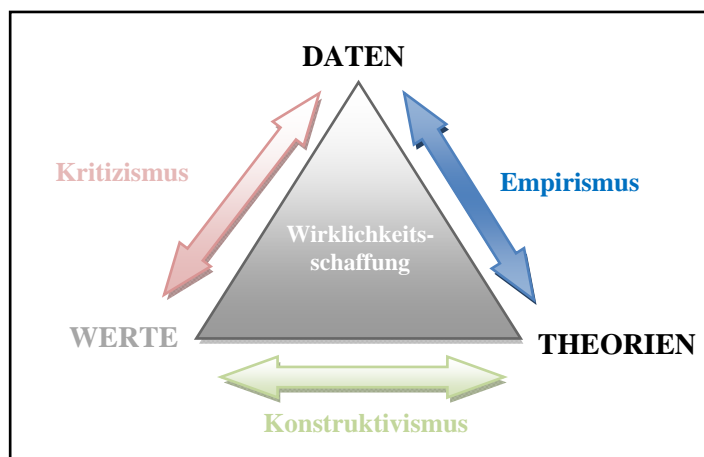 DATEN
Kritizismus
Empirismus
Wirklichkeits-
schaffung
WERTE
THEORIEN
Konstruktivismus